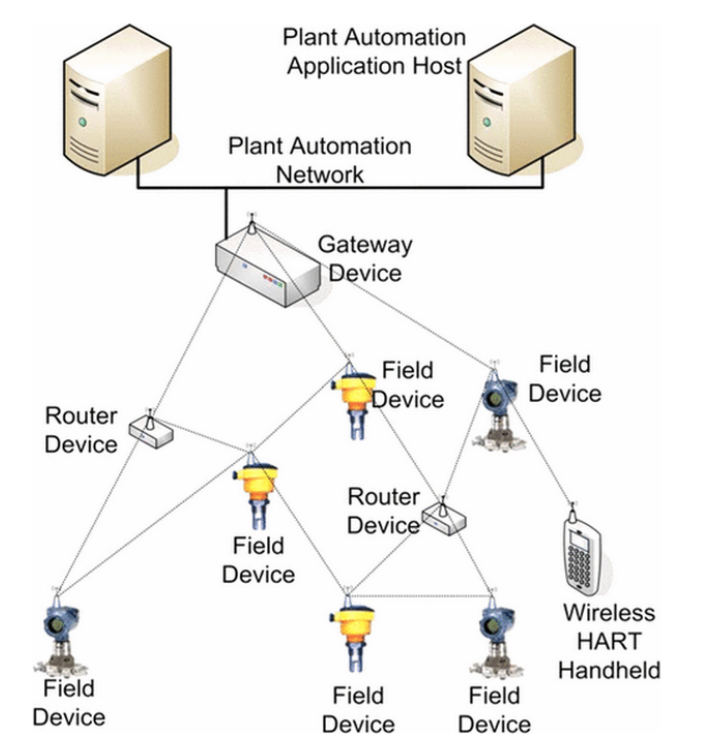 Plant Automation
Application Host
Plant Automation
Network
Gateway
Device
Field
Device
Field
Device
Router
Device
Router
Device
Field
Device
Wireless
HART
Handheld
Field
Device
Field
Device
Field
Device